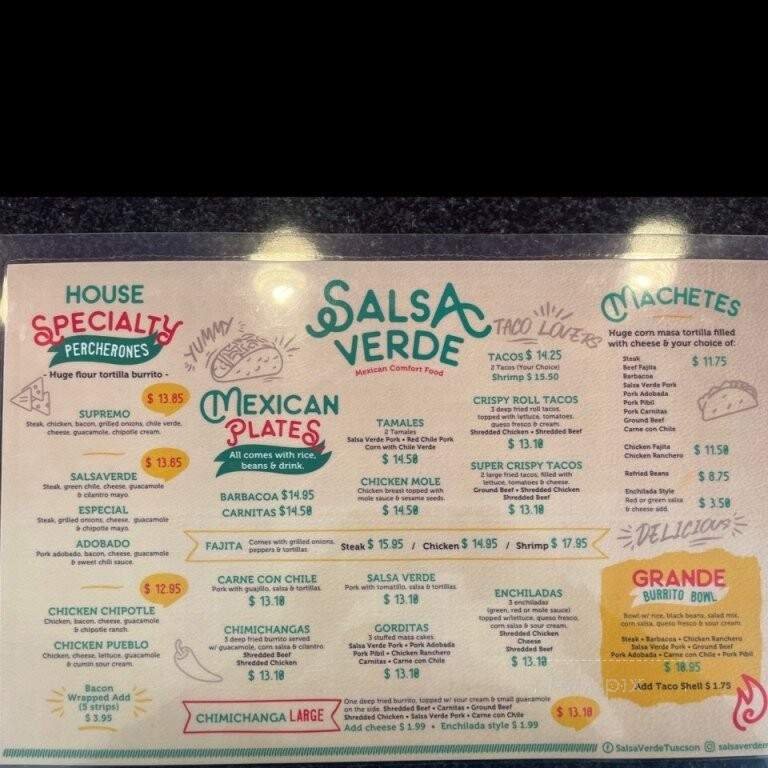 HOUSE
SPECIALTY
PERCHERONES
- Huge flour tortilla burrito -
$ 13.85
SUPREMO
Steak, chicken, bacon, grilled onions, chile verde,
cheese, guacamole, chipotle cream.
$ 13.65
SALSAVERDE
Steak, green chile, cheese, guacamole
& cilantro mayo.
ESPECIAL
Steak, grilled onions, cheese, guacamole
& chipotle mayo.
ADOBADO
Pork adobado, bacon, cheese, guacamole
& sweet chili sauce.
$ 12.95
CHICKEN CHIPOTLE
Chicken, bacon, cheese, guacamole
& chipotle ranch.
CHICKEN PUEBLO
Chicken, cheese, lettuce, guacamole
& cumin sour cream.
Bacon
Wrapped Add
(5 strips)
$ 3.95
YUMMY
SALSA
VERDE
Mexican Comfort Food
TACO LOVERS
MEXICAN
PLATES
All comes with rice,
beans & drink.
BARBACOA $14.95
CARNITAS $14.50
TAMALES
2 Tamales
Salsa Verde Pork • Red Chile Pork
Corn with Chile Verde
$ 14.50
CHICKEN MOLE
Chicken breast topped with
mole sauce & sesame seeds.
$ 14.50
TACOS $ 14.25
2 Tacos (Your Choice)
Shrimp $ 15.50
CRISPY ROLL TACOS
3 deep fried roll tacos,
topped with lettuce, tomatoes,
queso fresco & cream.
Shredded Chicken • Shredded Beef
$ 13.10
SUPER CRISPY TACOS
2 large fried tacos, filled with
lettuce, tomatoes & cheese.
Ground Beef • Shredded Chicken
Shredded Beef
$ 13.10
FAJITA Comes with grilled onions, peppers & tortillas. Steak $ 15.95 / Chicken $ 14.95 / Shrimp $ 17.95
CARNE CON CHILE
Pork with guajillo, salsa & tortillas.
$ 13.10
CHIMICHANGAS
3 deep fried burrito served
w/ guacamole, corn salsa & cilantro.
Shredded Beef
Shredded Chicken
$ 13.10
SALSA VERDE
Pork with tomatillo, salsa & tortillas.
$ 13.10
GORDITAS
3 stuffed masa cakes.
Salsa Verde Pork • Pork Adobada
Pork Pibil • Chicken Ranchero
Carnitas • Carne con Chile
$ 13.10
ENCHILADAS
3 enchiladas
(green, red or mole sauce)
topped w/lettuce, queso fresco,
corn salsa & sour cream.
Shredded Chicken
Cheese
Shredded Beef
$ 13.10
CHIMICHANGA LARGE
One deep fried burrito, topped w/ sour cream & small guacamole
on the side. Shredded Beef • Carnitas • Ground Beef
Shredded Chicken • Salsa Verde Pork • Carne con Chile
Add cheese $ 1.99 • Enchilada style $ 1.99
$ 13.10
MACHETES
Huge corn masa tortilla filled
with cheese & your choice of:
Steak $ 11.75
Beef Fajita
Barbacoa
Salsa Verde Pork
Pork Adobada
Pork Pibil
Pork Carnitas
Ground Beef
Carne con Chile
Chicken Fajita $ 11.50
Chicken Ranchero
Refried Beans $ 8.75
Enchilada Style
Red or green salsa $ 3.50
& cheese add.
DELICIOUS
GRANDE
BURRITO BOWL
Bowl w/ rice, black beans, salad mix,
corn salsa, queso fresco & sour cream.
Steak • Barbacoa • Chicken Ranchero
Salsa Verde Pork • Ground Beef
Pork Adobada • Carne con Chile • Pork Pibil
$ 10.95
Add Taco Shell $ 1.75
SalsaVerdeTuscson